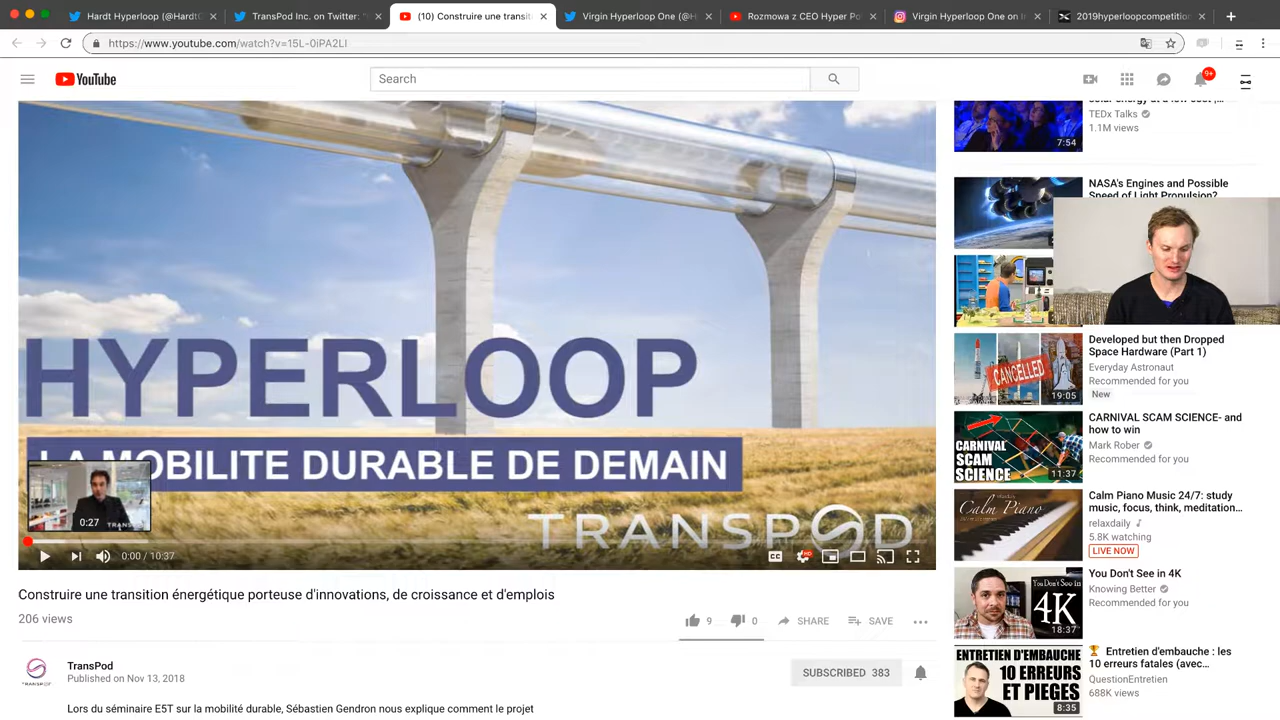 Hardt Hyperloop (@HardtC
TransPod Inc. on Twitter: "
(10) Construire une transiti
Virgin Hyperloop One (@H
Rozmowa z CEO Hyper Po
Virgin Hyperloop One on I
2019hyperloopcompetition
https://www.youtube.com/watch?v=15L-0iPA2LI
YouTube
Search
9+
TEDx Talks
1.1M views
7:54
NASA's Engines and Possible
Speed of Light Propulsion?
HYPERLOOP
LA MOBILITE DURABLE DE DEMAIN
TRANSPOD
0:27
0:00 / 10:37
CC
HD
CANCELLED
19:05
Developed but then Dropped
Space Hardware (Part 1)
Everyday Astronaut
Recommended for you
New
CARNIVAL
SCAM
SCIENCE
11:37
CARNIVAL SCAM SCIENCE- and
how to win
Mark Rober
Recommended for you
Calm Piano
Calm Piano Music 24/7: study
music, focus, think, meditation...
relaxdaily
5.8K watching
LIVE NOW
You Don't See in
4K
18:37
You Don't See in 4K
Knowing Better
Recommended for you
ENTRETIEN D'EMBAUCHE
10 ERREURS
ET PIEGES
8:35
Entretien d'embauche : les
10 erreurs fatales (avec...
QuestionEntretien
688K views
Construire une transition énergétique porteuse d'innovations, de croissance et d'emplois
206 views
9
0
SHARE
SAVE
TRANSPOD
TransPod
Published on Nov 13, 2018
SUBSCRIBED 383
Lors du séminaire E5T sur la mobilité durable, Sébastien Gendron nous explique comment le projet